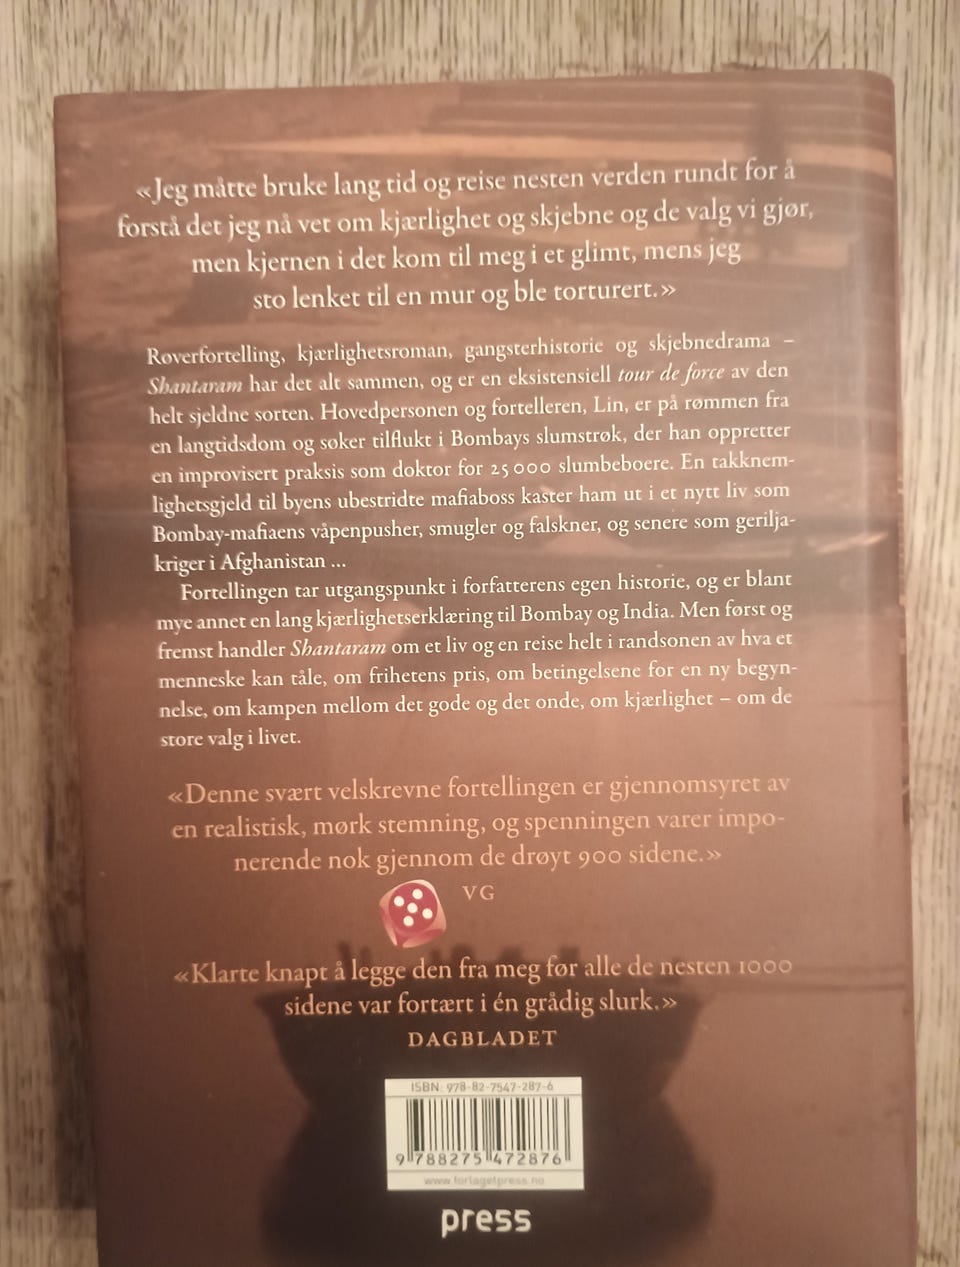 «Jeg måtte bruke lang tid og reise nesten verden rundt for å
forstå det jeg nå vet om kjærlighet og skjebne og de valg vi gjør,
men kjernen i det kom til meg i et glimt, mens jeg
sto lenket til en mur og ble torturert.»
Røverfortelling, kjærlighetsroman, gangsterhistorie og skjebnedrama –
Shantaram har det alt sammen, og er en eksistensiell tour de force av den
helt sjeldne sorten. Hovedpersonen og fortelleren, Lin, er på rømmen fra
en langtidsdom og søker tilflukt i Bombays slumstrøk, der han oppretter
en improvisert praksis som doktor for 25 000 slumbeboere. En takknem-
lighetsgjeld til byens ubestridte mafiaboss kaster ham ut i et nytt liv som
Bombay-mafiaens våpenpusher, smugler og falskner, og senere som gerilja-
kriger i Afghanistan ...
Fortellingen tar utgangspunkt i forfatterens egen historie, og er blant
mye annet en lang kjærlighetserklæring til Bombay og India. Men først og
fremst handler Shantaram om et liv og en reise helt i randsonen av hva et
menneske kan tåle, om frihetens pris, om betingelsene for en ny begyn-
nelse, om kampen mellom det gode og det onde, om kjærlighet – om de
store valg i livet.
«Denne svært velskrevne fortellingen er gjennomsyret av
en realistisk, mørk stemning, og spenningen varer impo-
nerende nok gjennom de drøyt 900 sidene.»
VG
«Klarte knapt å legge den fra meg før alle de nesten 1000
sidene var fortært i én grådig slurk.»
DAGBLADET
ISBN: 978-82-7547-287-6
9 788275 472876
www.forlagetpress.no
press